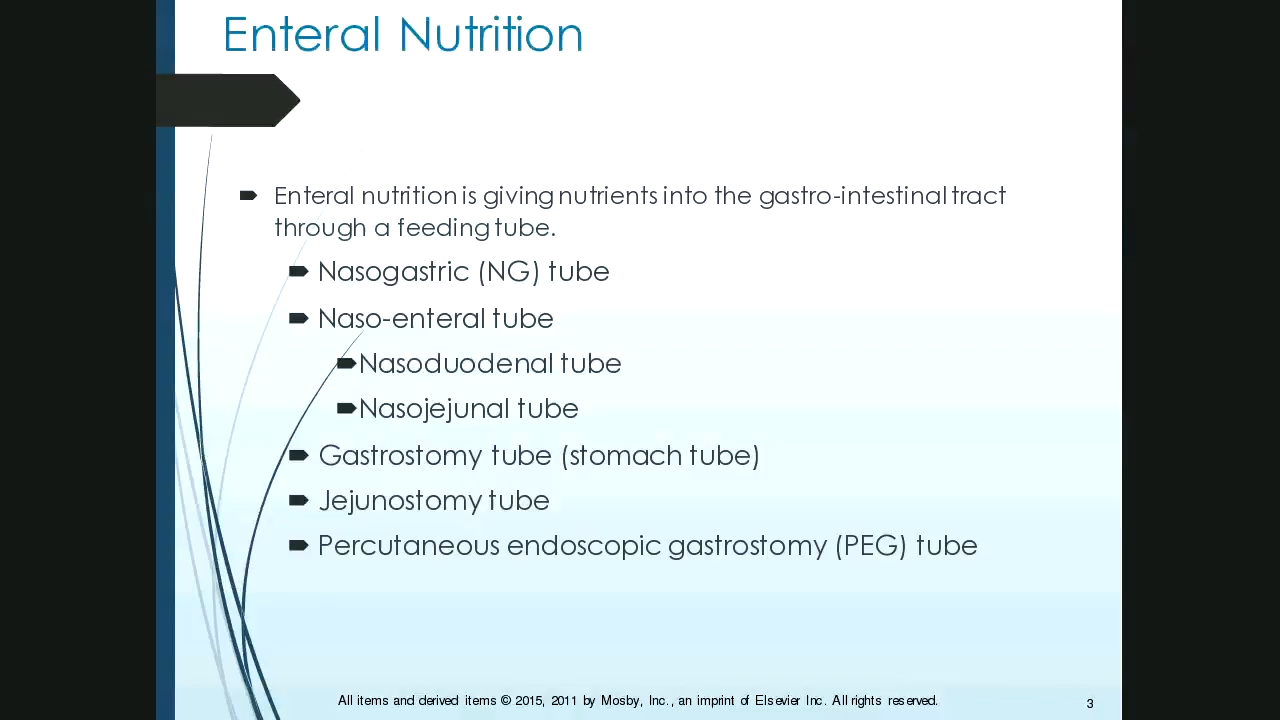 Enteral Nutrition
Enteral nutrition is giving nutrients into the gastro-intestinal tract
through a feeding tube.
Nasogastric (NG) tube
Naso-enteral tube
Nasoduodenal tube
Nasojejunal tube
Gastrostomy tube (stomach tube)
Jejunostomy tube
Percutaneous endoscopic gastrostomy (PEG) tube
All items and derived items © 2015, 2011 by Mosby, Inc., an imprint of Elsevier Inc. All rights reserved.
3